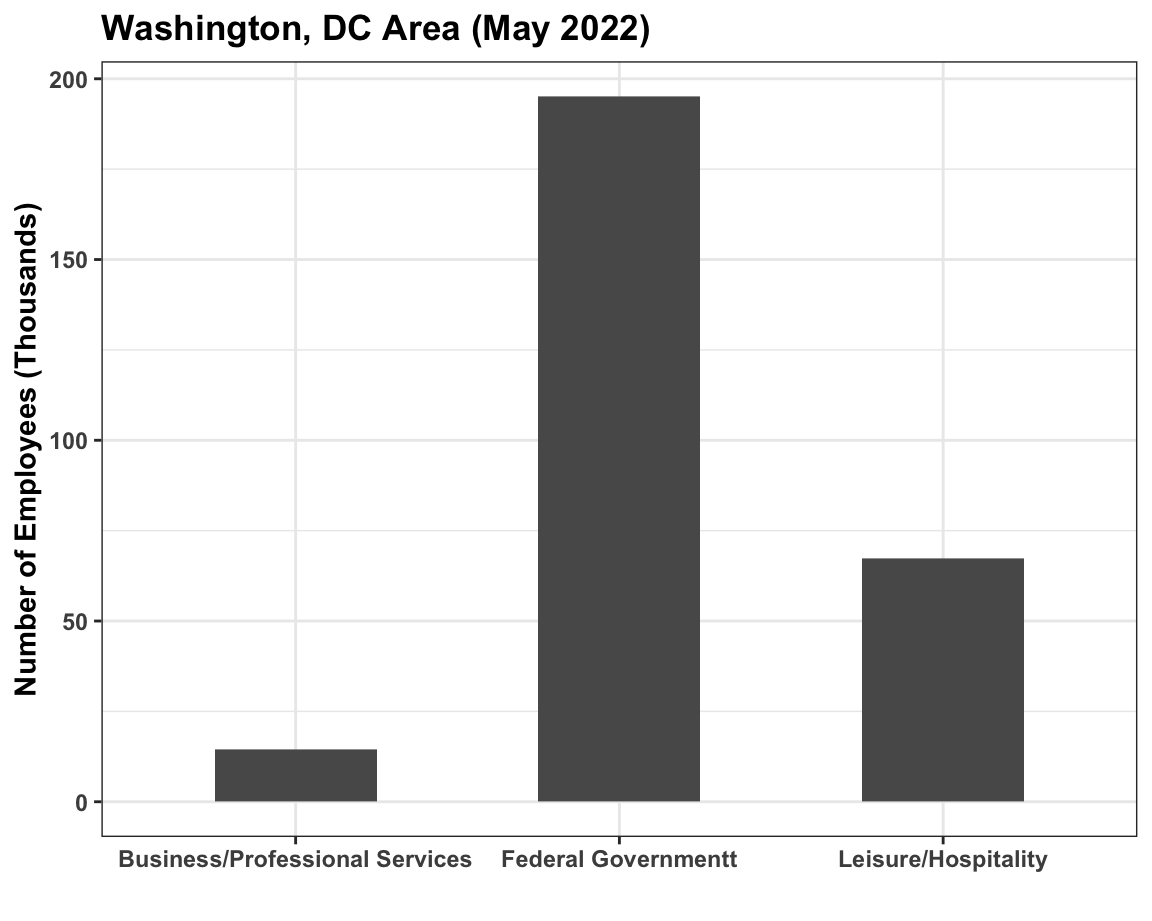 Washington, DC Area (May 2022)
Number of Employees (Thousands)
200
150
100
50
0
Business/Professional Services
Federal Governmentt
Leisure/Hospitality